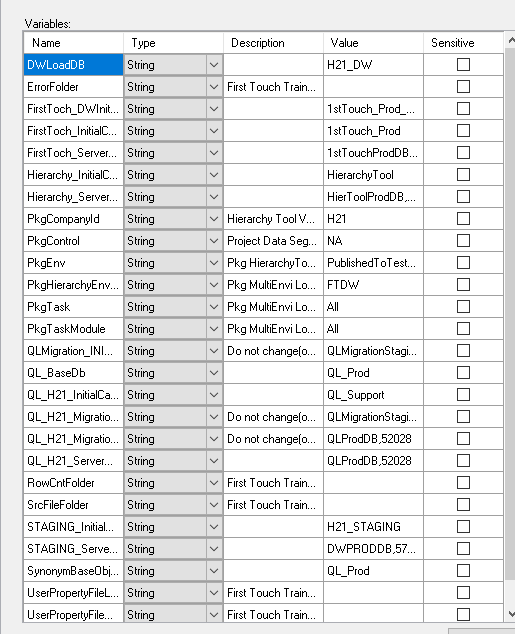 Variables:
Name Type Description Value Sensitive
DWLoadDB String H21_DW
ErrorFolder String First Touch Train...
FirstToch_DWInit... String 1stTouch_Prod_...
FirstToch_InitialC... String 1stTouch_Prod
FirstToch_Server... String 1stTouchProdDB...
Hierarchy_InitialC... String HierarchyTool
Hierarchy_Server... String HierToolProdDB,...
PkgCompanyId String Hierarchy Tool V... H21
PkgControl String Project Data Seg... NA
PkgEnv String Pkg HierarchyTo... PublishedToTest...
PkgHierarchyEnv... String Pkg MultiEnvi Lo... FTDW
PkgTask String Pkg MultiEnvi Lo... All
PkgTaskModule String Pkg MultiEnvi Lo... All
QLMigration_INI... String Do not change(o... QLMigrationStagi...
QL_BaseDb String QL_Prod
QL_H21_InitialCa... String QL_Support
QL_H21_Migratio... String Do not change(o... QLMigrationStagi...
QL_H21_Migratio... String Do not change(o... QLProdDB,52028
QL_H21_Server... String QLProdDB,52028
RowCntFolder String First Touch Train...
SrcFileFolder String First Touch Train...
STAGING_Initial... String H21_STAGING
STAGING_Serve... String DWPRODDB,57...
SynonymBaseObj... String QL_Prod
UserPropertyFileL... String First Touch Train...
UserPropertyFile... String First Touch Train...